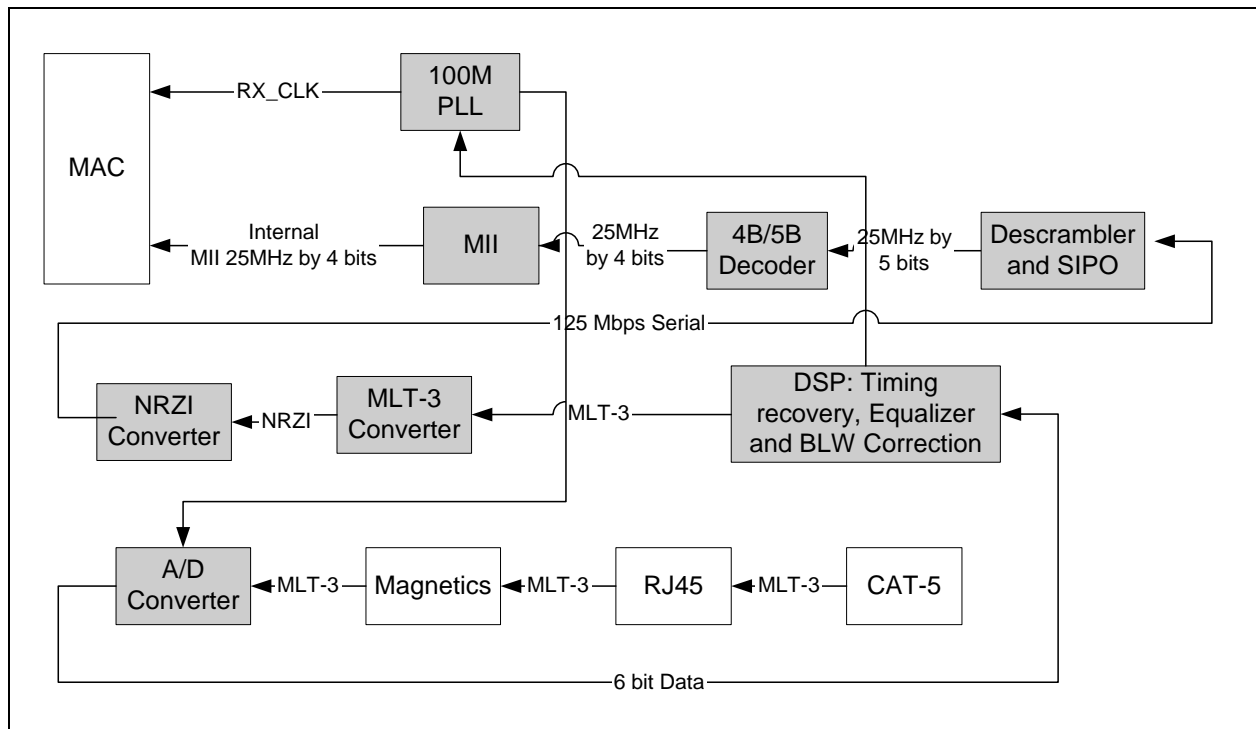 100M
PLL
RX_CLK
MAC
Internal
MII 25MHz by 4 bits
MII
25MHz
by 4 bits
4B/5B
Decoder
25MHz by
5 bits
Descrambler
and SIPO
125 Mbps Serial
NRZI
Converter
NRZI
MLT-3
Converter
MLT-3
DSP: Timing
recovery, Equalizer
and BLW Correction
A/D
Converter
MLT-3
Magnetics
MLT-3
RJ45
MLT-3
CAT-5
6 bit Data